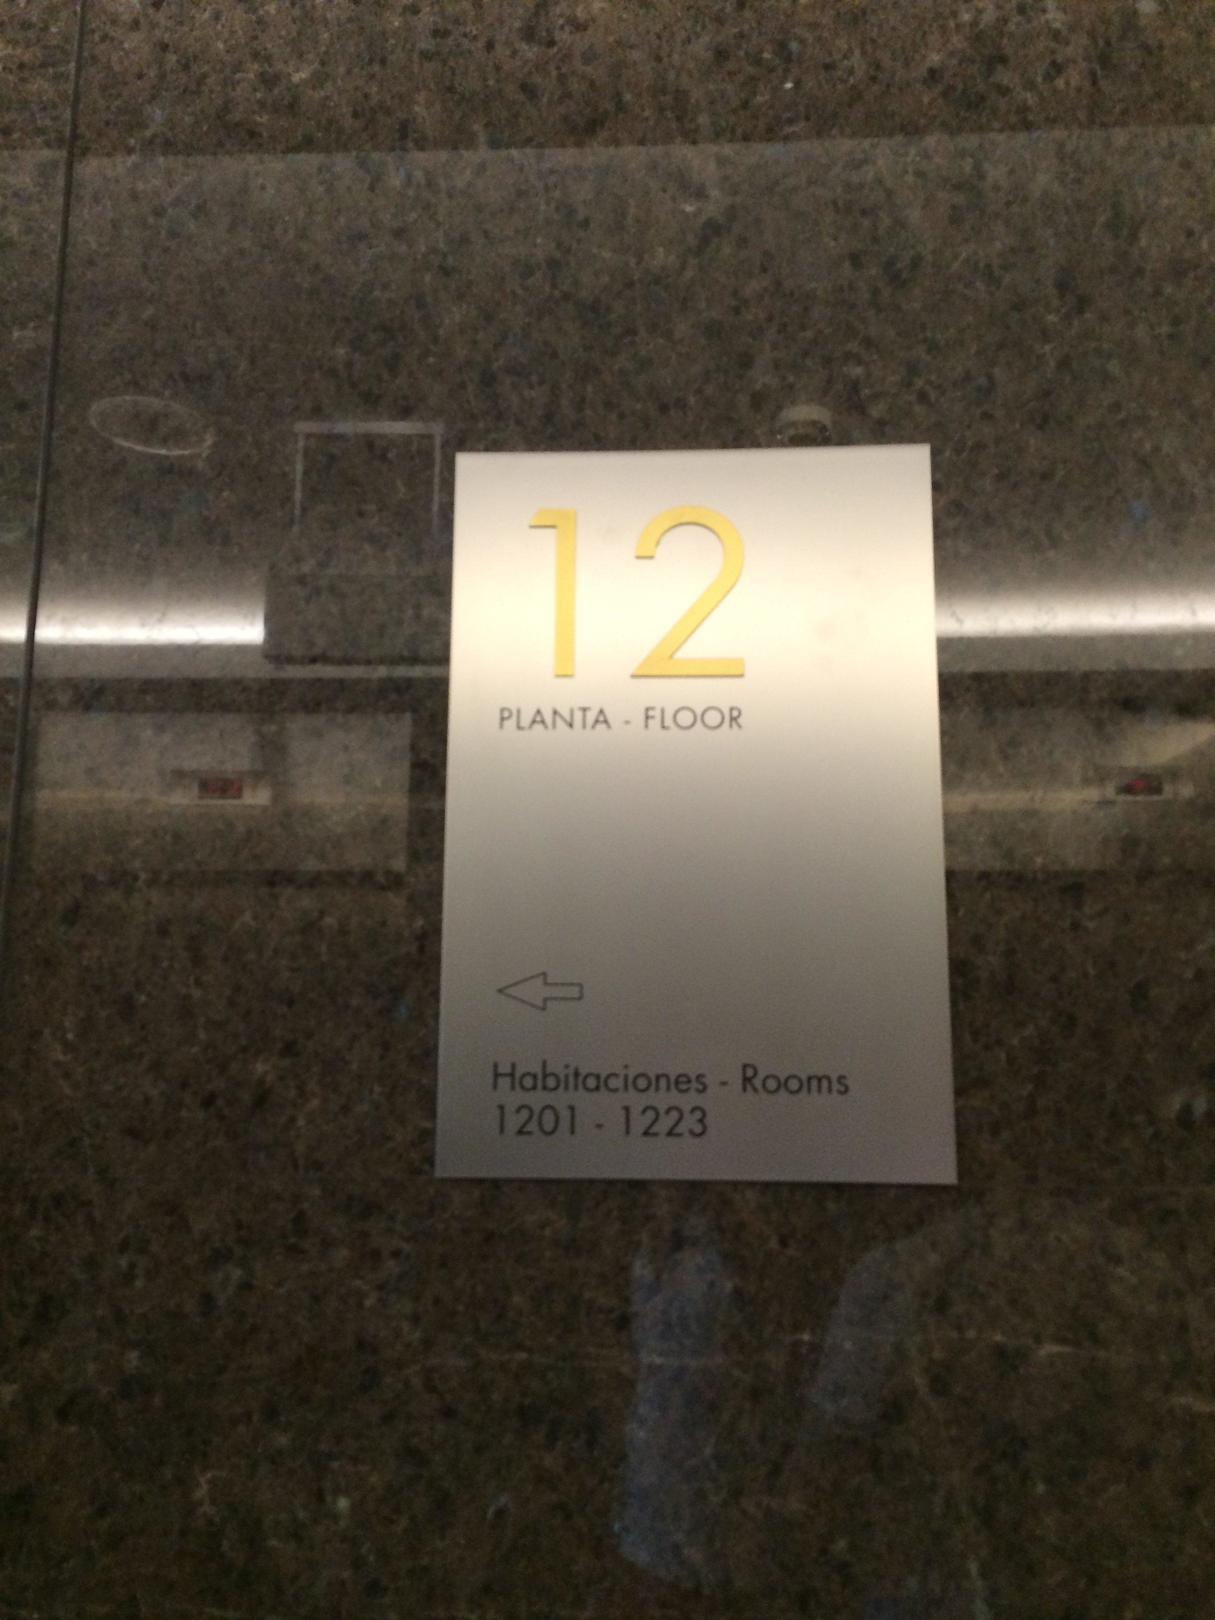 12
PLANTA - FLOOR
Habitaciones - Rooms
1201 - 1223